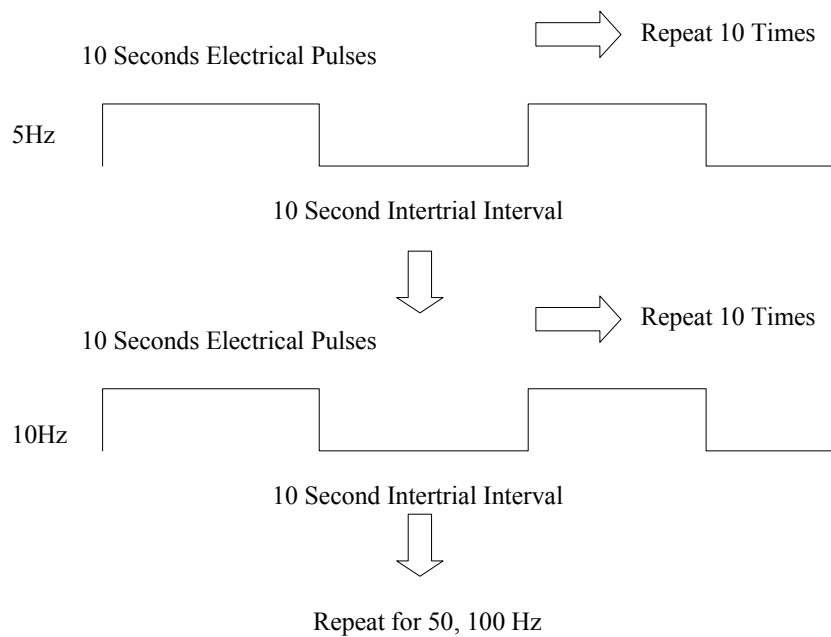 Repeat 10 Times
10 Seconds Electrical Pulses
5Hz
10 Second Intertrial Interval
Repeat 10 Times
10 Seconds Electrical Pulses
10Hz
10 Second Intertrial Interval
Repeat for 50, 100 Hz